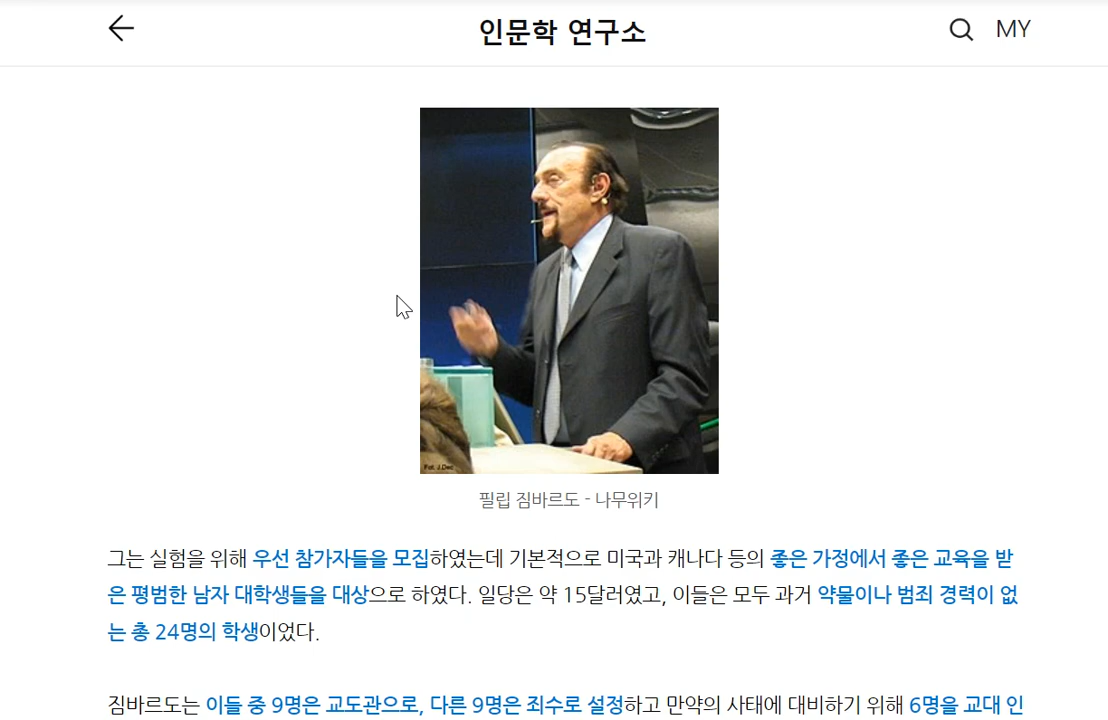 인문학 연구소
MY
Fot. J.Dec
필립 짐바르도 - 나무위키
그는 실험을 위해 우선 참가자들을 모집하였는데 기본적으로 미국과 캐나다 등의 좋은 가정에서 좋은 교육을 받
은 평범한 남자 대학생들을 대상으로 하였다. 일당은 약 15달러였고, 이들은 모두 과거 약물이나 범죄 경력이 없
는 총 24명의 학생이었다.
짐바르도는 이들 중 9명은 교도관으로, 다른 9명은 죄수로 설정하고 만약의 사태에 대비하기 위해 6명을 교대 인